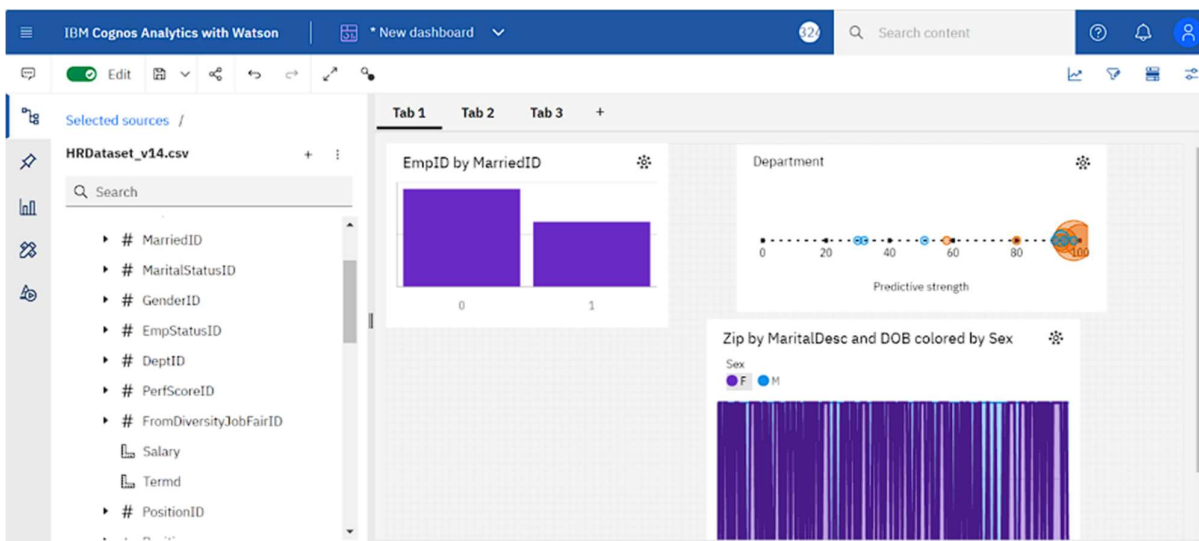 IBM Cognos Analytics with Watson
* New dashboard
324
Search content
Edit
Selected sources /
HRDataset_v14.csv
Search
# MarriedID
# MaritalStatusID
# GenderID
# EmpStatusID
# DeptID
# PerfScoreID
# FromDiversityJobFairID
Salary
Termd
# PositionID
Tab 1 Tab 2 Tab 3 +
EmpID by MarriedID
0 1
Department
0 20 40 60 80 100
Predictive strength
Zip by MaritalDesc and DOB colored by Sex
Sex
F M